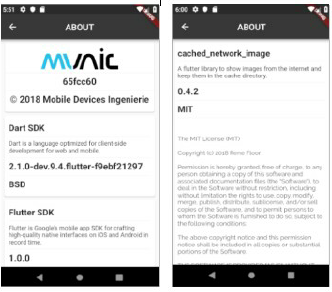 5:51
ABOUT
mvnic
65fcc60
© 2018 Mobile Devices Ingenierie
Dart SDK
Dart is a language optimized for client-side
development for web and mobile.
2.1.0-dev.9.4.flutter-f9ebf21297
BSD
Flutter SDK
Flutter is Google's mobile app SDK for crafting
high-quality native interfaces on iOS and Android in
record time.
1.0.0
6:00
ABOUT
cached_network_image
A flutter library to show images from the internet and
keep them in the cache directory.
0.4.2
MIT
The MIT License (MIT)
Copyright (c) 2018 Rene Floor
Permission is hereby granted, free of charge, to any
person obtaining a copy of this software and
associated documentation files (the "Software"), to
deal in the Software without restriction, including
without limitation the rights to use, copy, modify,
merge, publish, distribute, sublicense, and/or sell
copies of the Software, and to permit persons to
whom the Software is furnished to do so, subject to
the following conditions:
The above copyright notice and this permission
notice shall be included in all copies or substantial
portions of the Software.